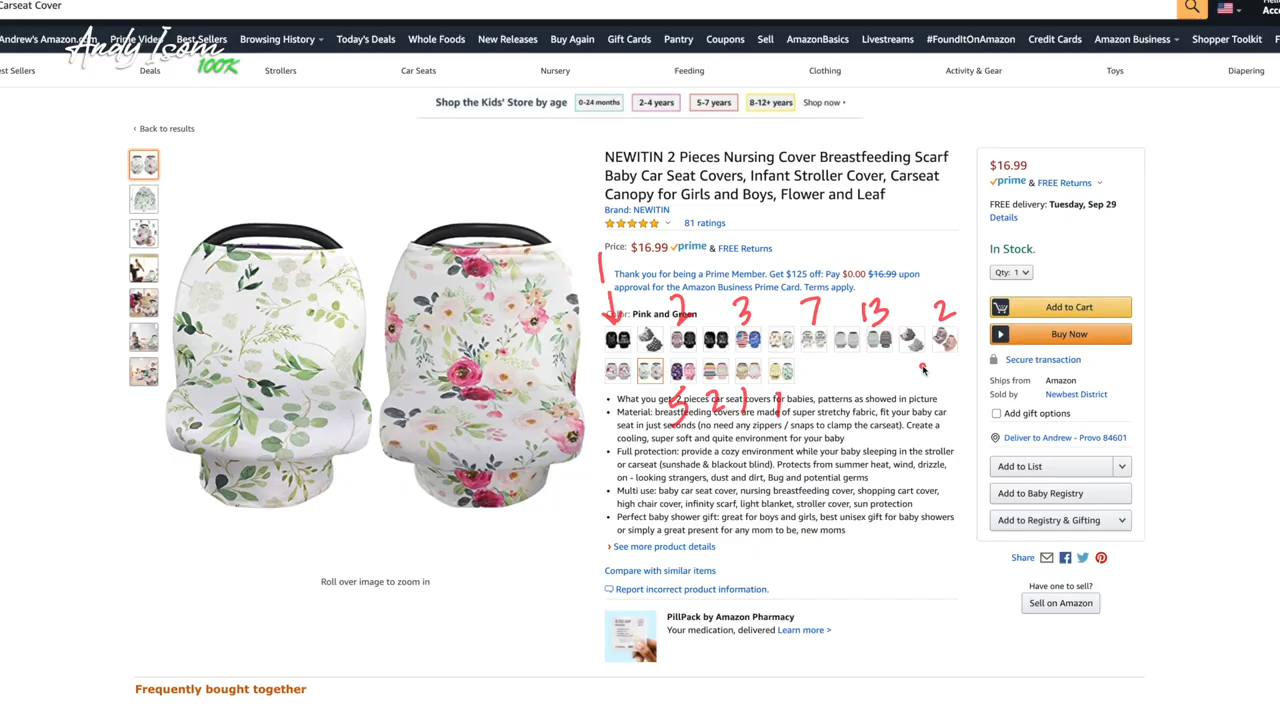 Carseat Cover
Andrew's Amazon.com Prime Video Best Sellers Browsing History Today's Deals Whole Foods New Releases Buy Again Gift Cards Pantry Coupons AmazonBasics Livestreams #FoundItOnAmazon Credit Cards Amazon Business Shopper Toolkit
Andy Isom
100K
est Sellers Deals Strollers Car Seats Nursery Feeding Clothing Activity & Gear Toys Diapering
Shop the Kids' Store by age 0-24 months 2-4 years 5-7 years 8-12+ years Shop now
‹ Back to results
NEWITIN 2 Pieces Nursing Cover Breastfeeding Scarf
Baby Car Seat Covers, Infant Stroller Cover, Carseat
Canopy for Girls and Boys, Flower and Leaf
Brand: NEWITIN
81 ratings
Price: $16.99 prime & FREE Returns
Thank you for being a Prime Member. Get $125 off: Pay $0.00 $16.99 upon
approval for the Amazon Business Prime Card. Terms apply.
1 2 3 7 13 2
Color: Pink and Green
5 2 1 1
• What you get: 2 pieces car seat covers for babies, patterns as showed in picture
• Material: breastfeeding covers are made of super stretchy fabric, fit your baby car
seat in just seconds (no need any zippers / snaps to clamp the carseat). Create a
cooling, super soft and quite environment for your baby
• Full protection: provide a cozy environment while your baby sleeping in the stroller
or carseat (sunshade & blackout blind). Protects from summer heat, wind, drizzle,
on - looking strangers, dust and dirt, Bug and potential germs
• Multi use: baby car seat cover, nursing breastfeeding cover, shopping cart cover,
high chair cover, infinity scarf, light blanket, stroller cover, sun protection
• Perfect baby shower gift: great for boys and girls, best unisex gift for baby showers
or simply a great present for any mom to be, new moms
› See more product details
Compare with similar items
Report incorrect product information.
PillPack by Amazon Pharmacy
Your medication, delivered Learn more >
$16.99
prime & FREE Returns
FREE delivery: Tuesday, Sep 29
Details
In Stock.
Qty: 1
Add to Cart
Buy Now
Secure transaction
Ships from Amazon
Sold by Newbest District
Add gift options
Deliver to Andrew - Provo 84601
Add to List
Add to Baby Registry
Add to Registry & Gifting
Share
Have one to sell?
Sell on Amazon
Roll over image to zoom in
Frequently bought together